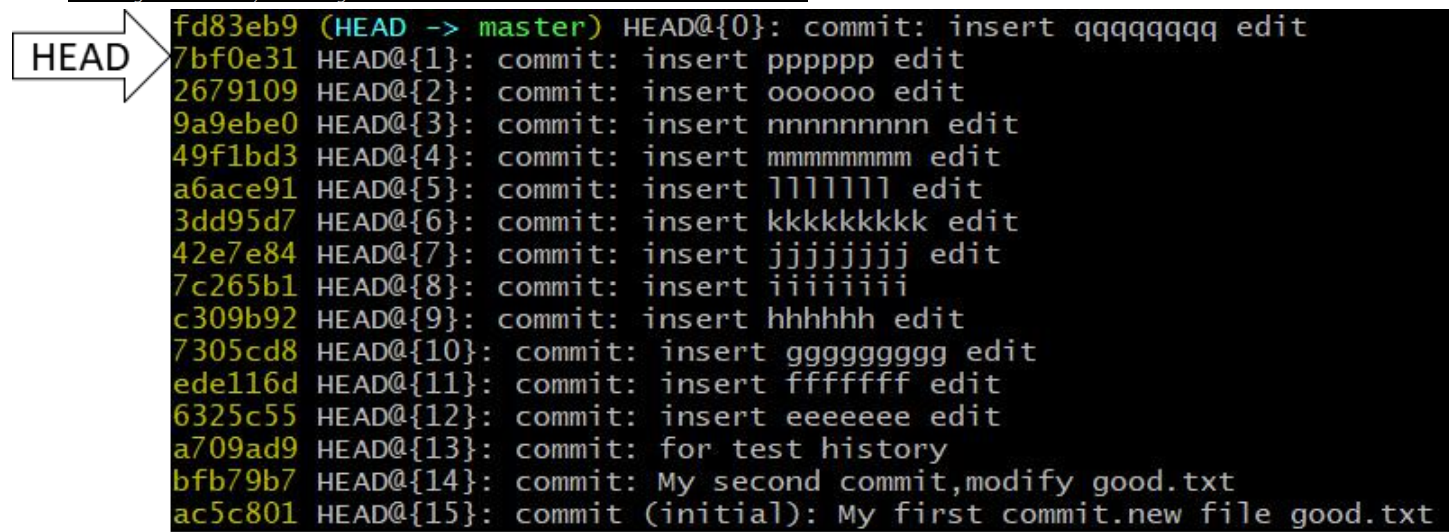 fd83eb9 (HEAD -> master) HEAD@{0}: commit: insert qqqqqqqq edit
HEAD
7bf0e31 HEAD@{1}: commit: insert pppppp edit
2679109 HEAD@{2}: commit: insert oooooo edit
9a9ebe0 HEAD@{3}: commit: insert nnnnnnnnn edit
49f1bd3 HEAD@{4}: commit: insert mmmmmmmm edit
a6ace91 HEAD@{5}: commit: insert lllllll edit
3dd95d7 HEAD@{6}: commit: insert kkkkkkkkk edit
42e7e84 HEAD@{7}: commit: insert jjjjjjjj edit
7c265b1 HEAD@{8}: commit: insert iiiiiiii
c309b92 HEAD@{9}: commit: insert hhhhhh edit
7305cd8 HEAD@{10}: commit: insert ggggggggg edit
ede116d HEAD@{11}: commit: insert fffffff edit
6325c55 HEAD@{12}: commit: insert eeeeeee edit
a709ad9 HEAD@{13}: commit: for test history
bfb79b7 HEAD@{14}: commit: My second commit,modify good.txt
ac5c801 HEAD@{15}: commit (initial): My first commit.new file good.txt